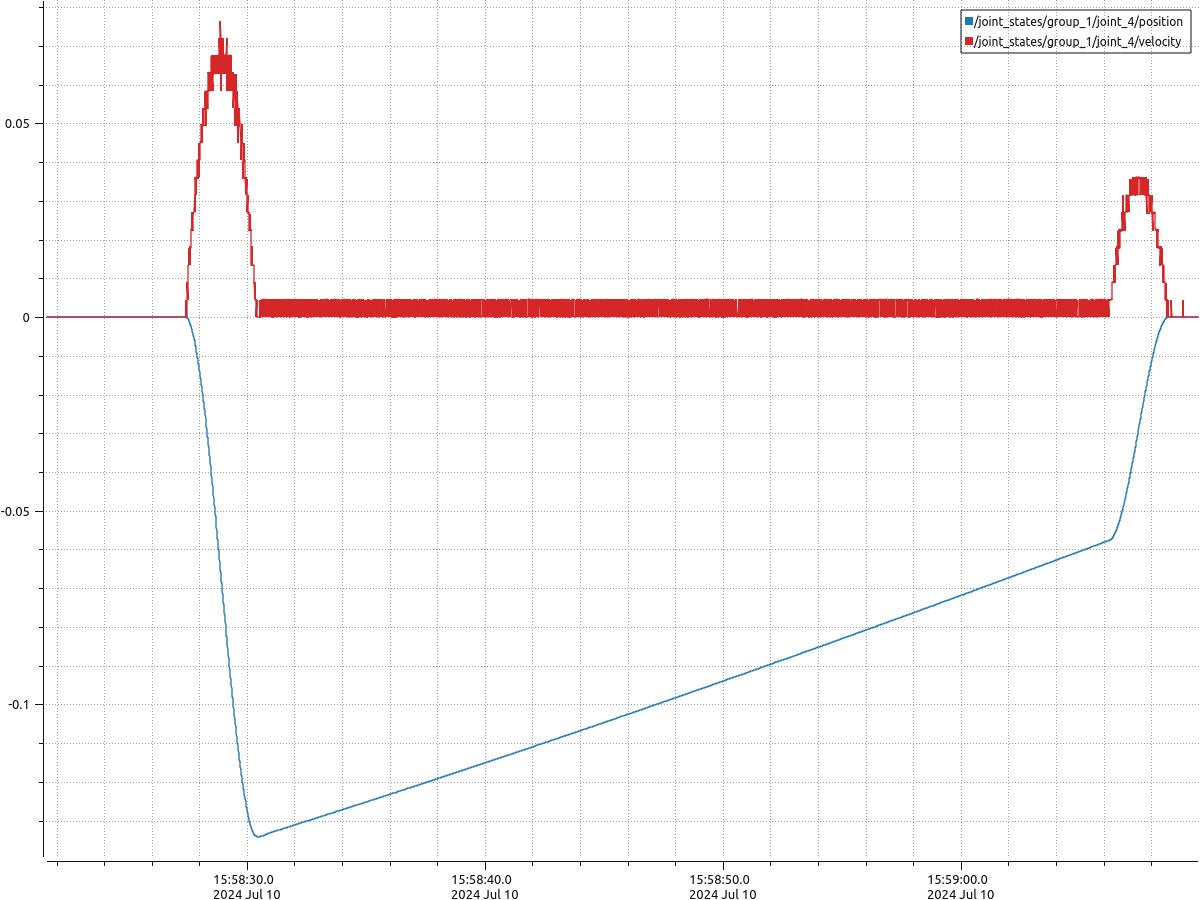 /joint_states/group_1/joint_4/position
/joint_states/group_1/joint_4/velocity
0.05
0
-0.05
-0.1
15:58:30.0
2024 Jul 10
15:58:40.0
2024 Jul 10
15:58:50.0
2024 Jul 10
15:59:00.0
2024 Jul 10